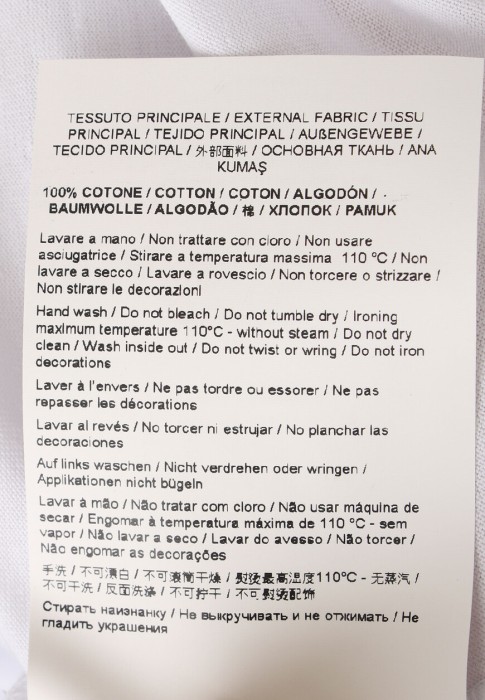 TESSUTO PRINCIPALE / EXTERNAL FABRIC / TISSU
PRINCIPAL / TEJIDO PRINCIPAL / AUßENGEWEBE /
TECIDO PRINCIPAL / 外部面料 / ОСНОВНАЯ ТКАНЬ / ANA
KUMAŞ
100% COTONE / COTTON / COTON / ALGODÓN /
BAUMWOLLE / ALGODÃO / 棉 / ХЛОПОК / PAMUK
Lavare a mano / Non trattare con cloro / Non usare
asciugatrice / Stirare a temperatura massima 110 °C / Non
lavare a secco / Lavare a rovescio / Non torcere o strizzare /
Non stirare le decorazioni
Hand wash / Do not bleach / Do not tumble dry / Ironing
maximum temperature 110°C - without steam / Do not dry
clean / Wash inside out / Do not twist or wring / Do not iron
decorations
Laver à l'envers / Ne pas tordre ou essorer / Ne pas
repasser les décorations
Lavar al revés / No torcer ni estrujar / No planchar las
decoraciones
Auf links waschen / Nicht verdrehen oder wringen /
Applikationen nicht bügeln
Lavar à mão / Não tratar com cloro / Não usar máquina de
secar / Engomar à temperatura máxima de 110 °C - sem
vapor / Não lavar a seco / Lavar do avesso / Não torcer /
Não engomar as decorações
手洗 / 不可漂白 / 不可滚筒干燥 / 熨烫最高温度110°C - 无蒸汽 /
不可干洗 / 反面洗涤 / 不可拧干 / 不可熨烫配饰
Стирать наизнанку / Не выкручивать и не отжимать / Не
гладить украшения